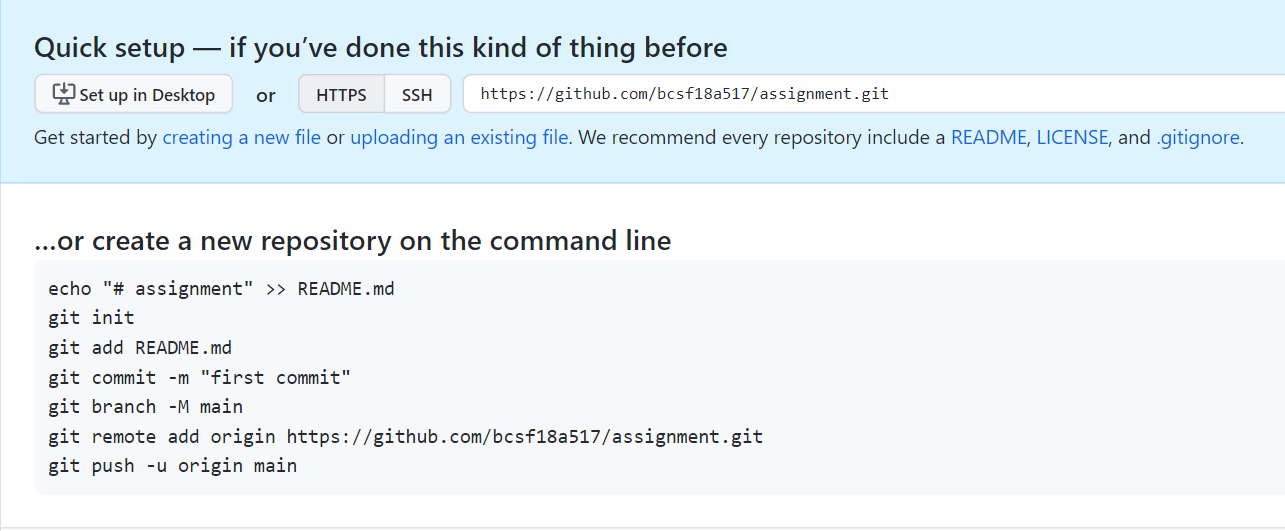 Quick setup — if you’ve done this kind of thing before
Set up in Desktop or HTTPS SSH https://github.com/bcsf18a517/assignment.git
Get started by creating a new file or uploading an existing file. We recommend every repository include a README, LICENSE, and .gitignore.
…or create a new repository on the command line
echo "# assignment" >> README.md
git init
git add README.md
git commit -m "first commit"
git branch -M main
git remote add origin https://github.com/bcsf18a517/assignment.git
git push -u origin main